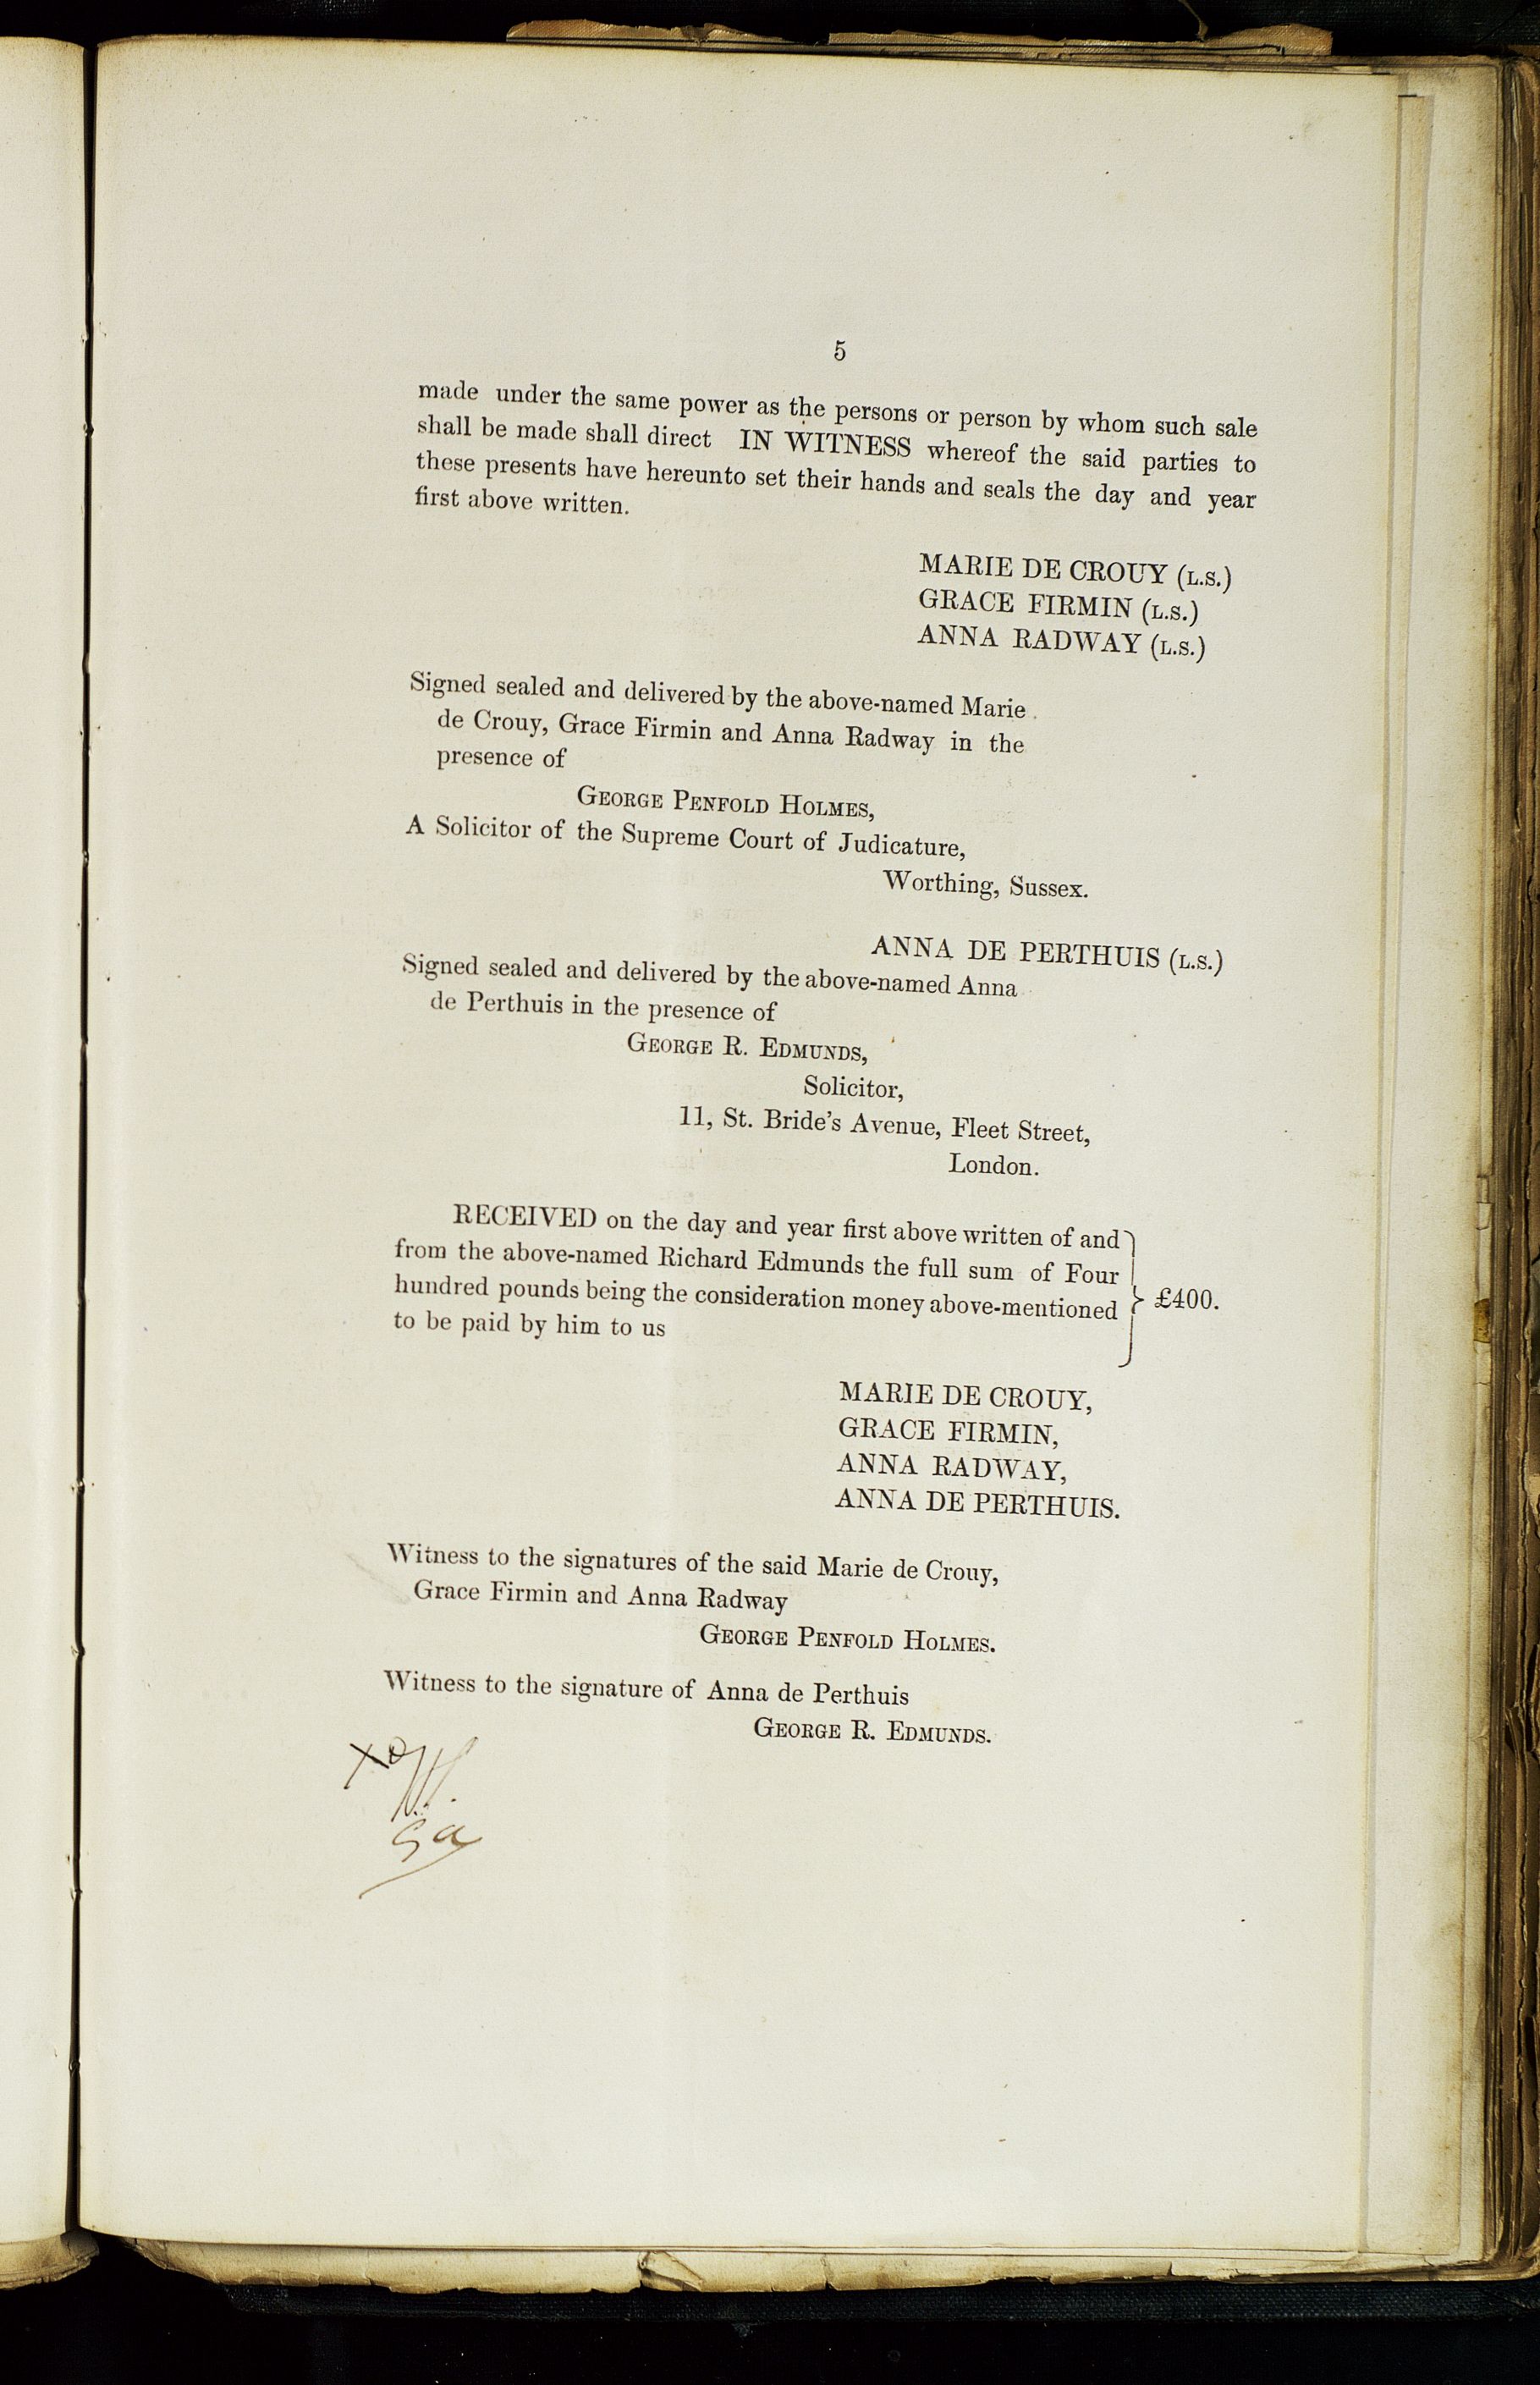 5
made under the same power as the persons or person by whom such sale
shall be made shall direct IN WITNESS whereof the said parties to
these presents have hereunto set their hands and seals the day and year
first above written.
MARIE DE CROUY (L.S.)
GRACE FIRMIN (L.S.)
ANNA RADWAY (L.S.)
Signed sealed and delivered by the above-named Marie
de Crouy, Grace Firmin and Anna Radway in the
presence of
GEORGE PENFOLD HOLMES,
A Solicitor of the Supreme Court of Judicature,
Worthing, Sussex.
ANNA DE PERTHUIS (L.S.)
Signed sealed and delivered by the above-named Anna
de Perthuis in the presence of
GEORGE R. EDMUNDS,
Solicitor,
11, St. Bride's Avenue, Fleet Street,
London.
RECEIVED on the day and year first above written of and
from the above-named Richard Edmunds the full sum of Four
hundred pounds being the consideration money above-mentioned } £400.
to be paid by him to us
MARIE DE CROUY,
GRACE FIRMIN,
ANNA RADWAY,
ANNA DE PERTHUIS.
Witness to the signatures of the said Marie de Crouy,
Grace Firmin and Anna Radway
GEORGE PENFOLD HOLMES.
Witness to the signature of Anna de Perthuis
GEORGE R. EDMUNDS.